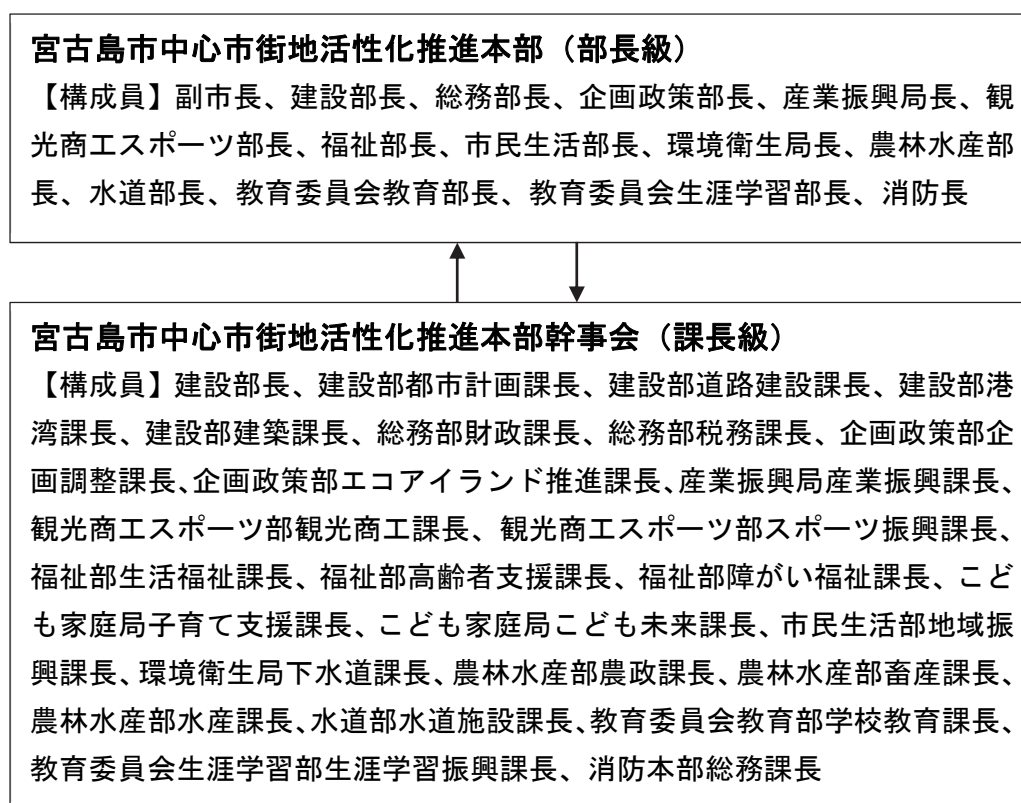 宮古島市中心市街地活性化推進本部（部長級）
【構成員】副市長、建設部長、総務部長、企画政策部長、産業振興局長、観
光商工スポーツ部長、福祉部長、市民生活部長、環境衛生局長、農林水産部
長、水道部長、教育委員会教育部長、教育委員会生涯学習部長、消防長
宮古島市中心市街地活性化推進本部幹事会（課長級）
【構成員】建設部長、建設部都市計画課長、建設部道路建設課長、建設部港
湾課長、建設部建築課長、総務部財政課長、総務部税務課長、企画政策部企
画調整課長、企画政策部エコアイランド推進課長、産業振興局産業振興課長、
観光商工スポーツ部観光商工課長、観光商工スポーツ部スポーツ振興課長、
福祉部生活福祉課長、福祉部高齢者支援課長、福祉部障がい福祉課長、こど
も家庭局子育て支援課長、こども家庭局こども未来課長、市民生活部地域振
興課長、環境衛生局下水道課長、農林水産部農政課長、農林水産部畜産課長、
農林水産部水産課長、水道部水道施設課長、教育委員会教育部学校教育課長、
教育委員会生涯学習部生涯学習振興課長、消防本部総務課長